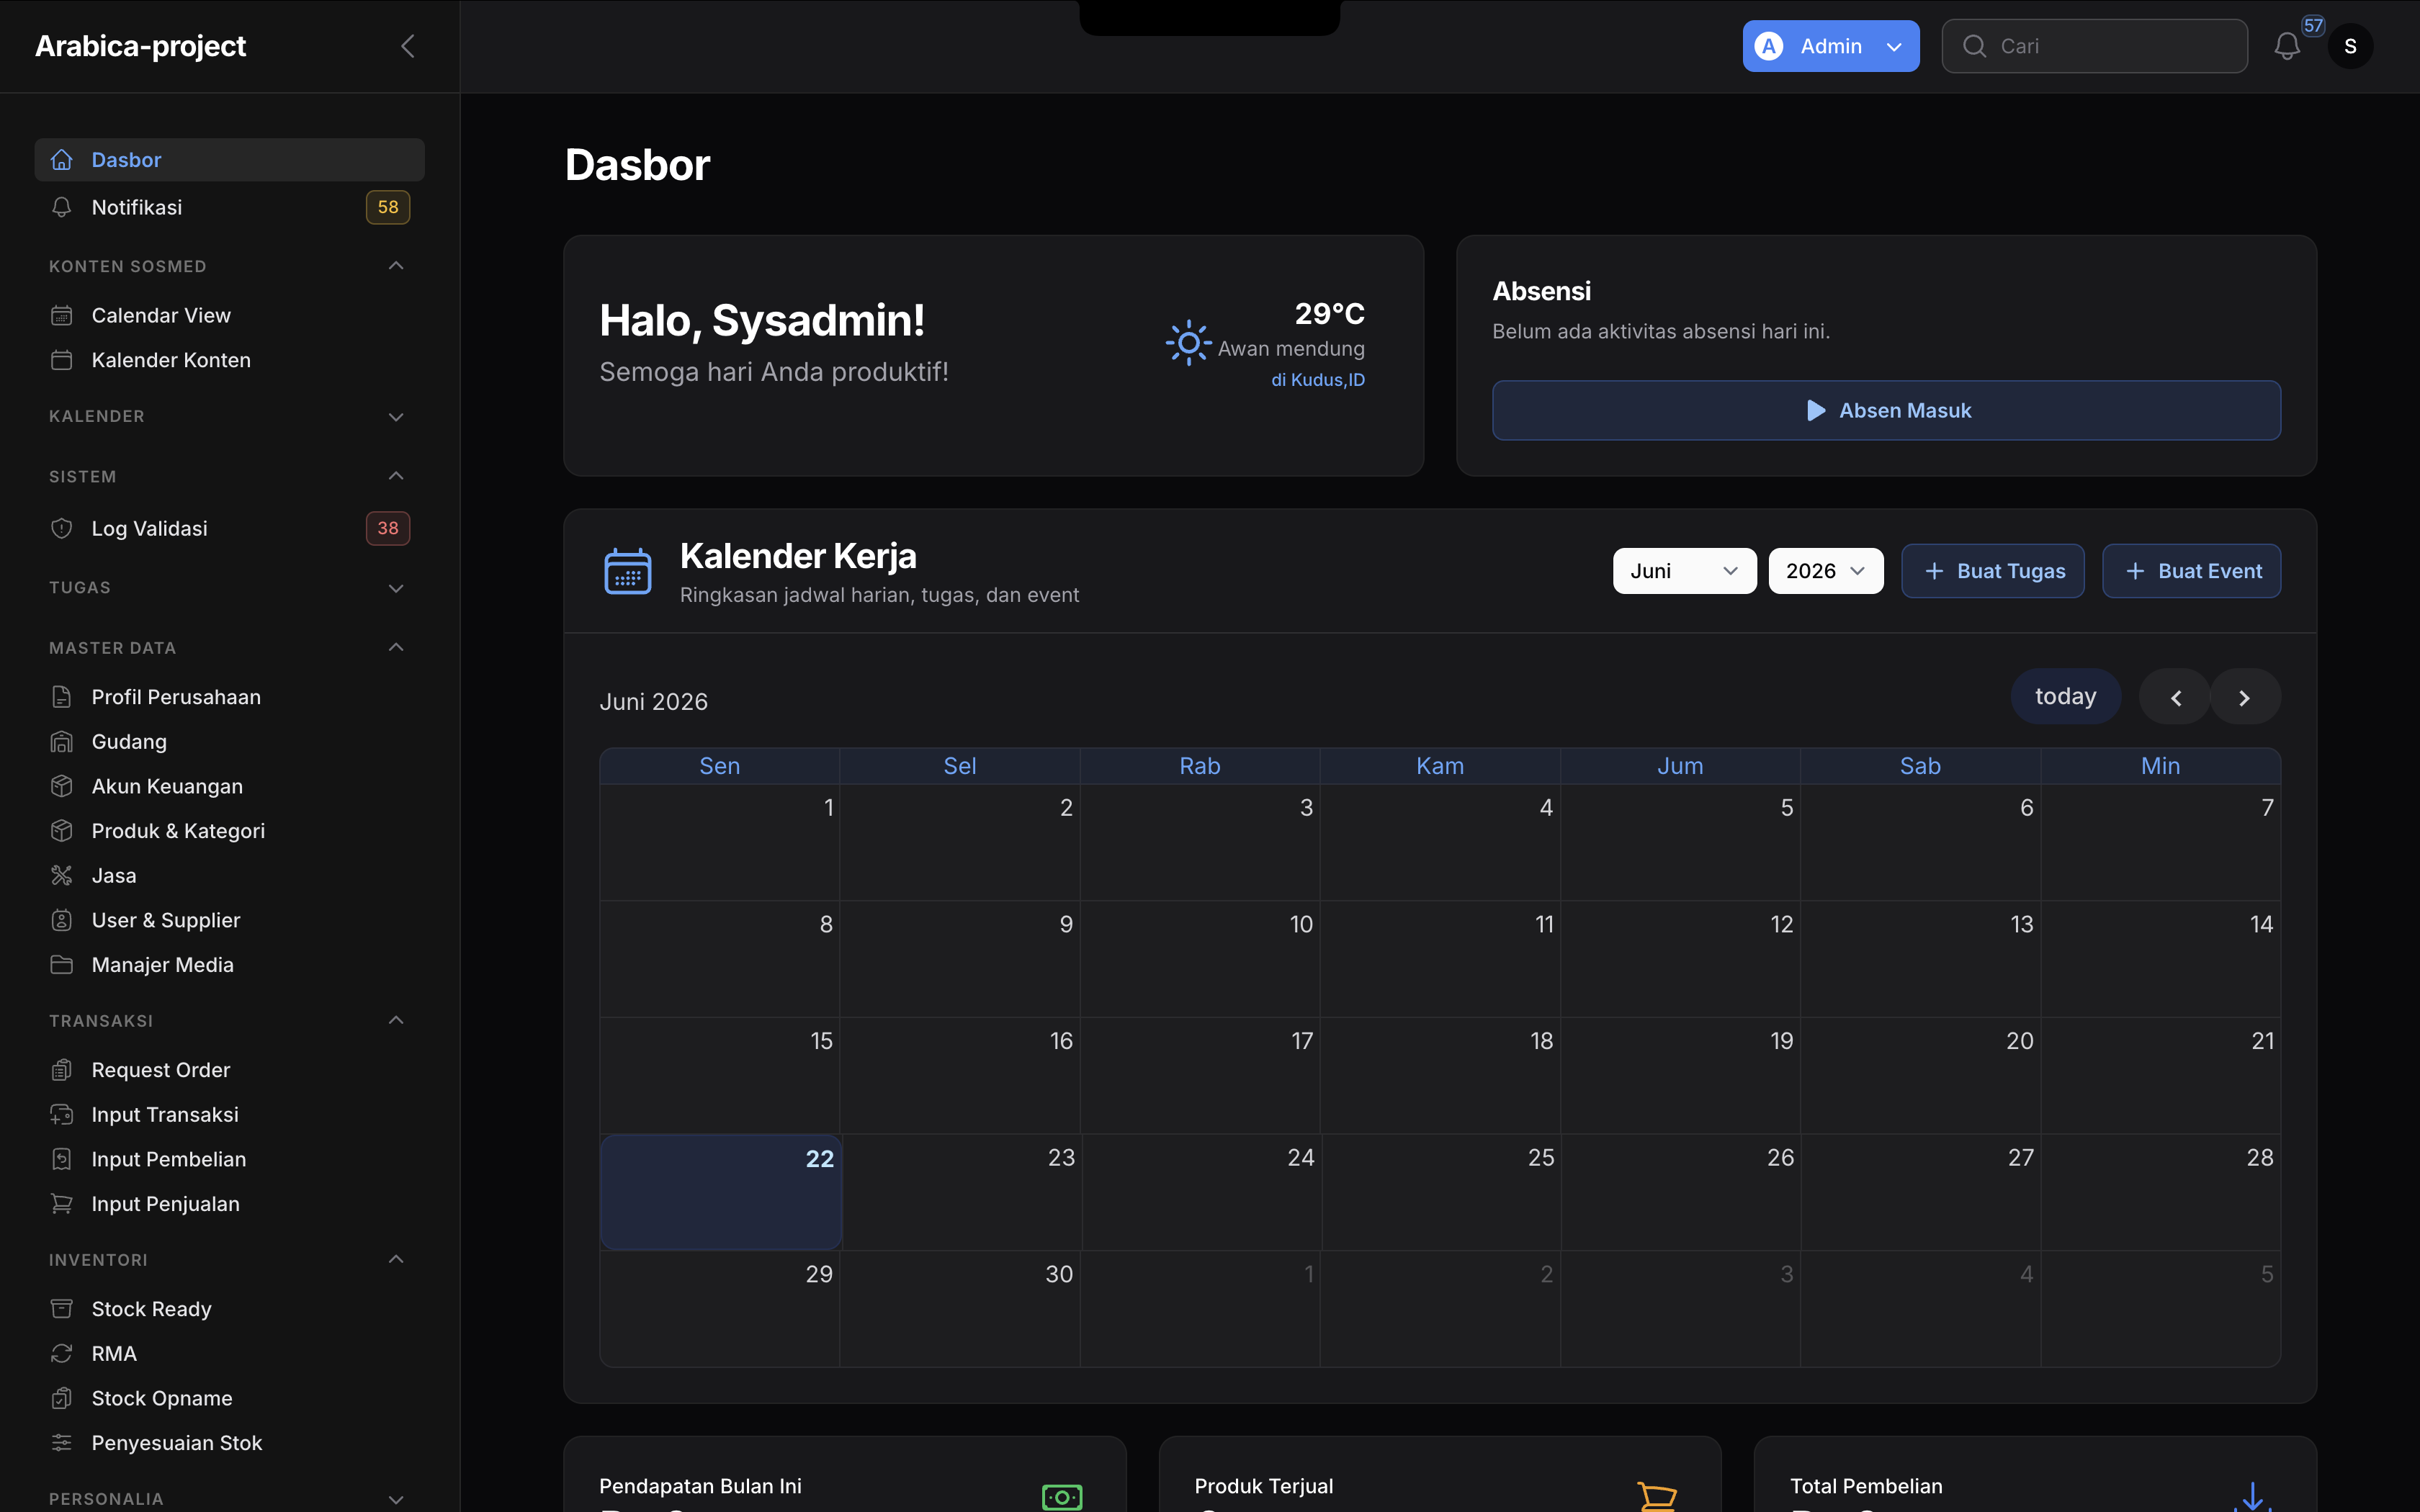 Arabica-project
A Admin
Cari
57
S
Dasbor
Notifikasi 58
KONTEN SOSMED
Calendar View
Kalender Konten
KALENDER
SISTEM
Log Validasi 38
TUGAS
MASTER DATA
Profil Perusahaan
Gudang
Akun Keuangan
Produk & Kategori
Jasa
User & Supplier
Manajer Media
TRANSAKSI
Request Order
Input Transaksi
Input Pembelian
Input Penjualan
INVENTORI
Stock Ready
RMA
Stock Opname
Penyesuaian Stok
PERSONALIA
Dasbor
Halo, Sysadmin!
Semoga hari Anda produktif!
29°C
Awan mendung
di Kudus,ID
Absensi
Belum ada aktivitas absensi hari ini.
Absen Masuk
Kalender Kerja
Ringkasan jadwal harian, tugas, dan event
Juni
2026
Buat Tugas
Buat Event
Juni 2026
today
Sen Sel Rab Kam Jum Sab Min
1 2 3 4 5 6 7
8 9 10 11 12 13 14
15 16 17 18 19 20 21
22 23 24 25 26 27 28
29 30 1 2 3 4 5
Pendapatan Bulan Ini
Produk Terjual
Total Pembelian